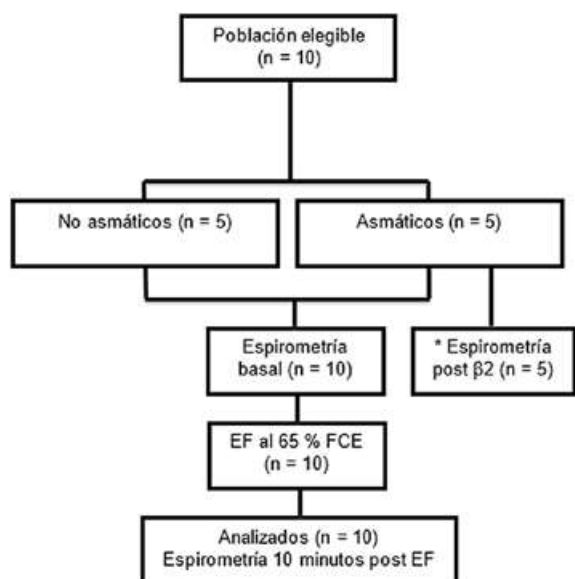 Población elegible
(n = 10)
No asmáticos (n = 5)
Asmáticos (n = 5)
Espirometría
basal (n = 10)
* Espirometría
post β2 (n = 5)
EF al 65 % FCE
(n = 10)
Analizados (n = 10)
Espirometría 10 minutos post EF